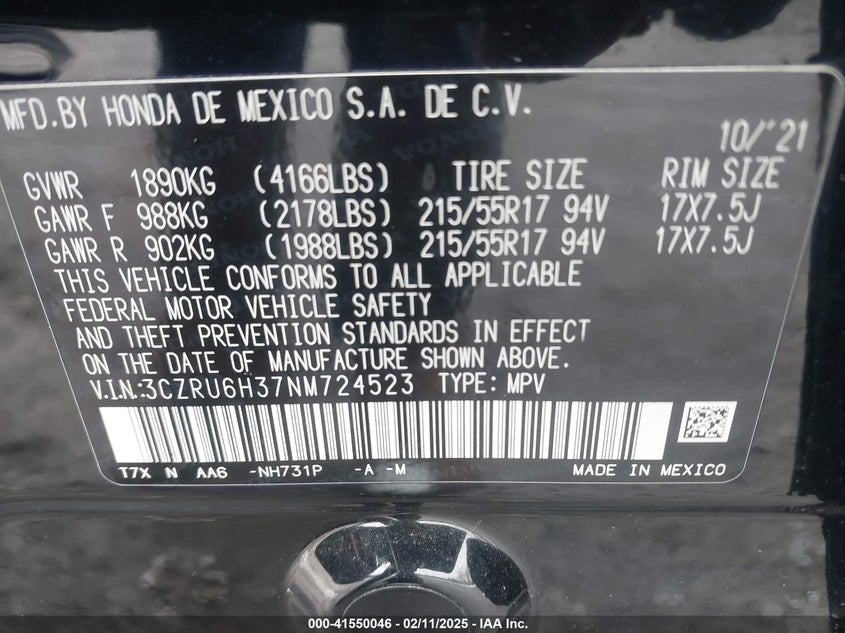 MFD.BY HONDA DE MEXICO S.A. DE C.V.
10/'21
GVWR 1890KG (4166LBS) TIRE SIZE RIM SIZE
GAWR F 988KG (2178LBS) 215/55R17 94V 17X7.5J
GAWR R 902KG (1988LBS) 215/55R17 94V 17X7.5J
THIS VEHICLE CONFORMS TO ALL APPLICABLE
FEDERAL MOTOR VEHICLE SAFETY
AND THEFT PREVENTION STANDARDS IN EFFECT
ON THE DATE OF MANUFACTURE SHOWN ABOVE.
V.I.N.:3CZRU6H37NM724523 TYPE: MPV
T7X N AA6 -NH731P -A -M MADE IN MEXICO
000-41550046 - 02/11/2025 - IAA Inc.